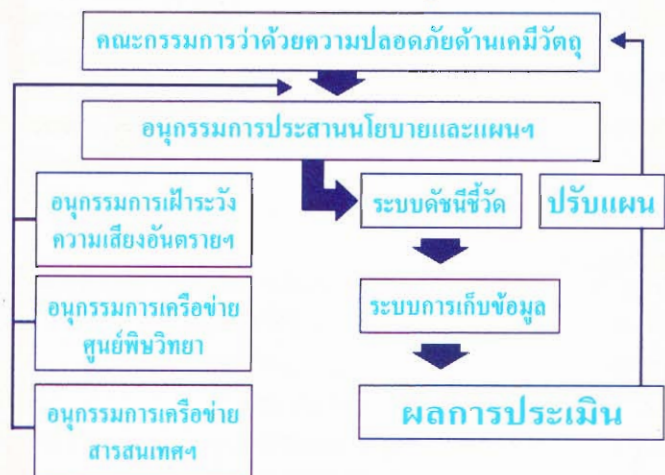 คณะกรรมการว่าด้วยความปลอดภัยด้านเคมีวัตถุ
อนุกรรมการประสานนโยบายและแผนฯ
อนุกรรมการเฝ้าระวัง
ความเสี่ยงอันตรายฯ
ระบบดัชนีชี้วัด
ปรับแผน
อนุกรรมการเครือข่าย
ศูนย์พิษวิทยา
ระบบการเก็บข้อมูล
อนุกรรมการเครือข่าย
สารสนเทศฯ
ผลการประเมิน